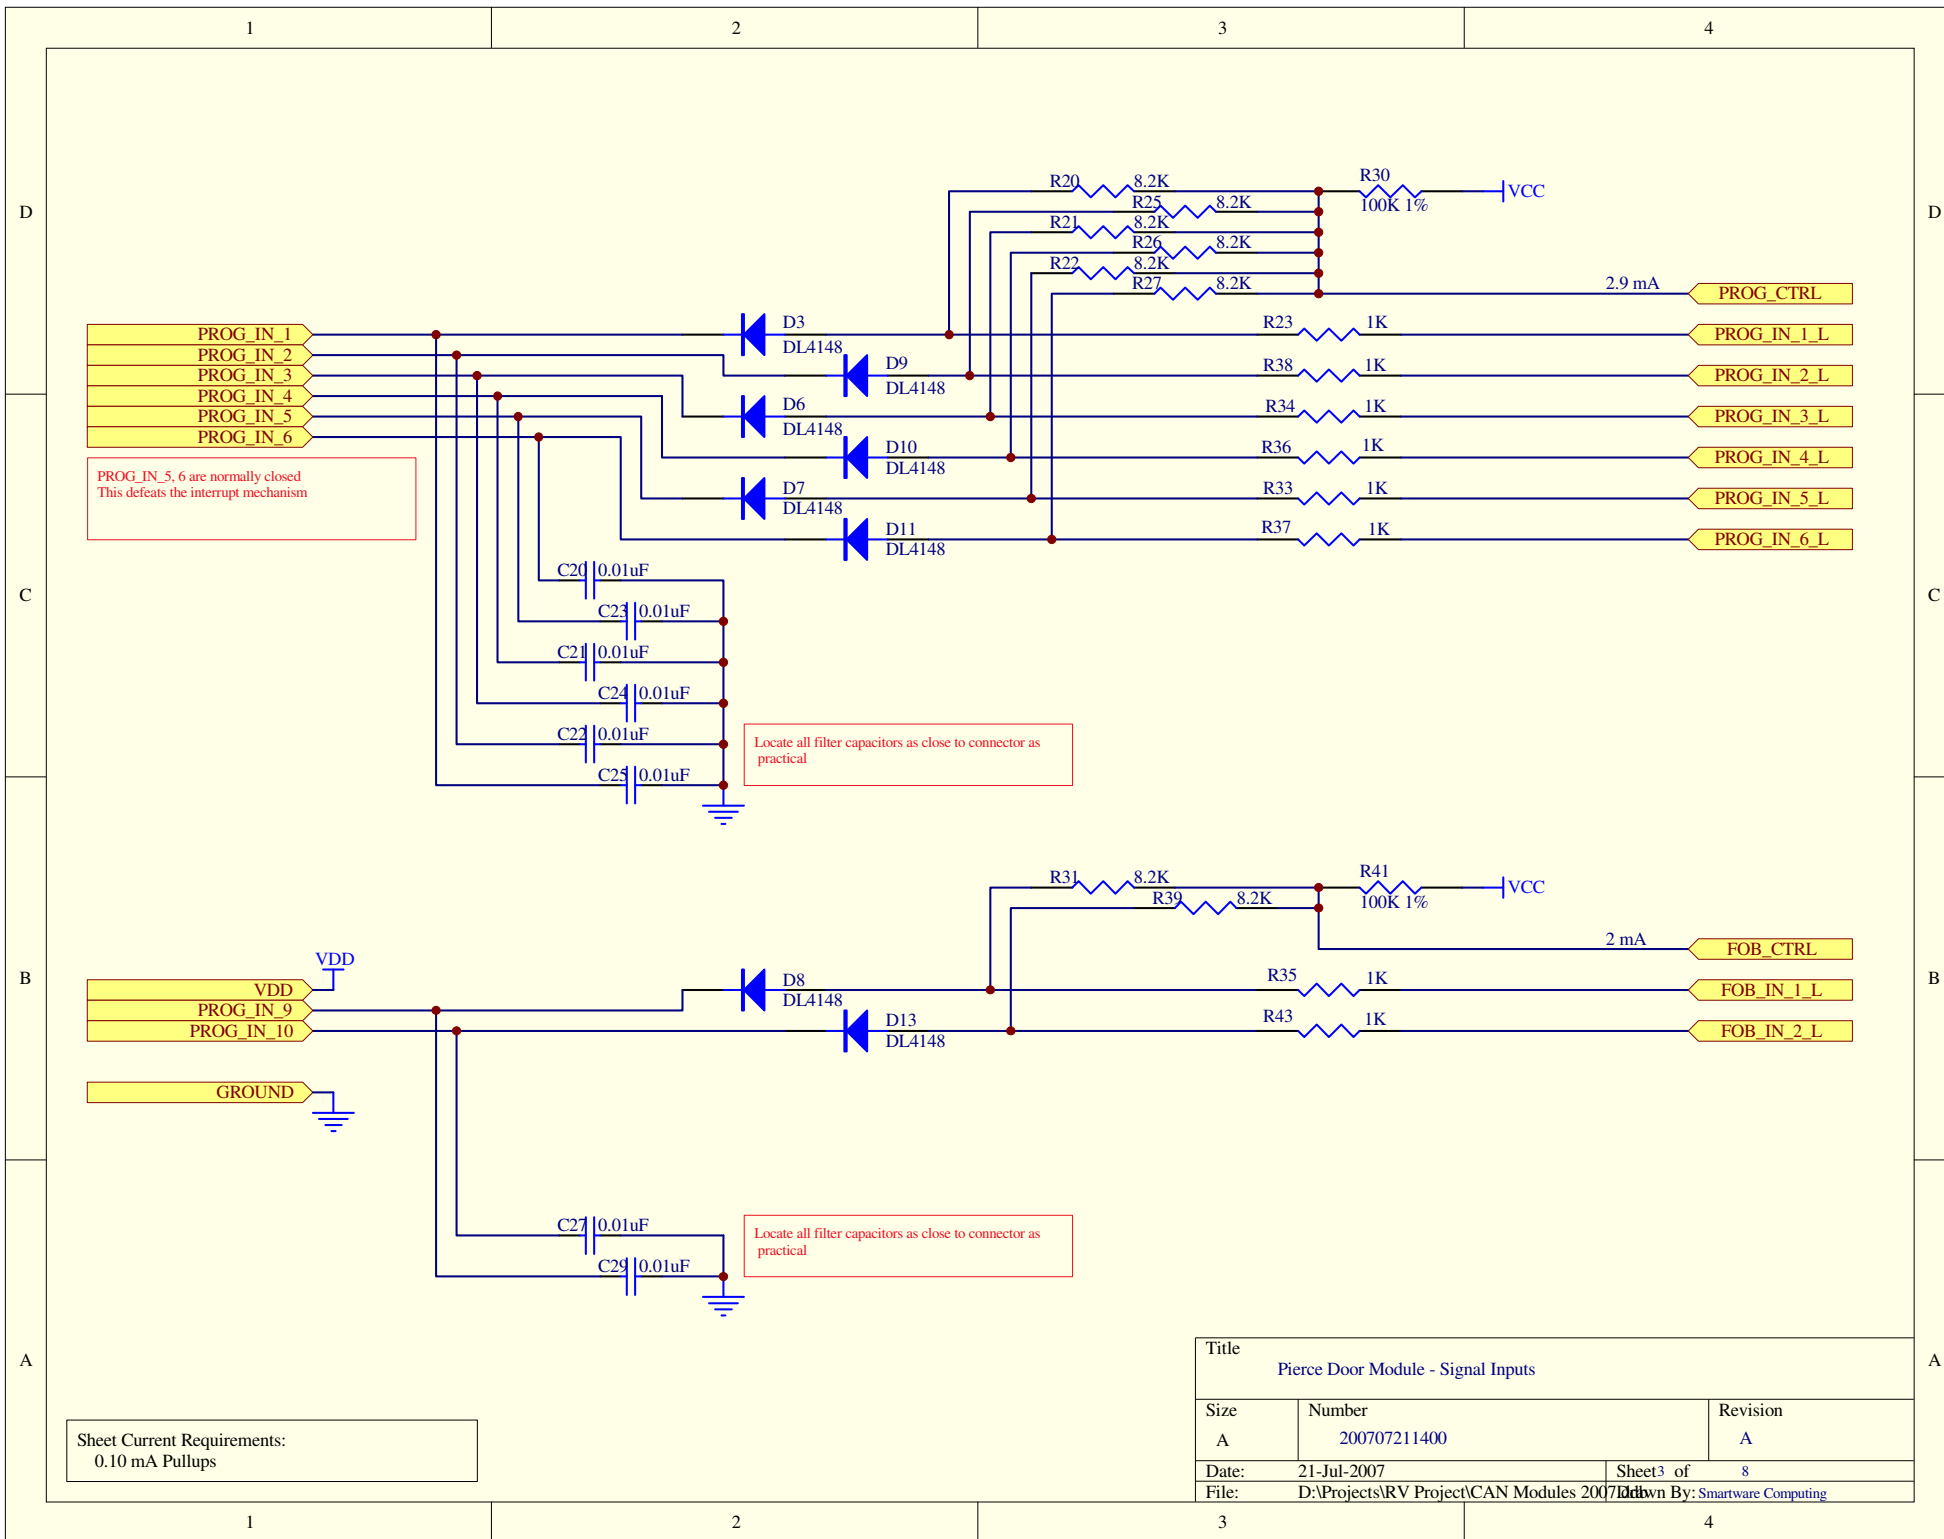 1 2 3 4
D D
R20 8.2K
R30
100K 1%
VCC
R25 8.2K
R21 8.2K
R26 8.2K
R22 8.2K
R27 8.2K
2.9 mA PROG_CTRL
PROG_IN_1 D3 DL4148 R23 1K PROG_IN_1_L
PROG_IN_2 D9 DL4148 R38 1K PROG_IN_2_L
PROG_IN_3 D6 DL4148 R34 1K PROG_IN_3_L
PROG_IN_4 D10 DL4148 R36 1K PROG_IN_4_L
PROG_IN_5 D7 DL4148 R33 1K PROG_IN_5_L
PROG_IN_6 D11 DL4148 R37 1K PROG_IN_6_L
PROG_IN_5, 6 are normally closed
This defeats the interrupt mechanism
C C
C20 0.01uF
C23 0.01uF
C21 0.01uF
C24 0.01uF
C22 0.01uF
C25 0.01uF
Locate all filter capacitors as close to connector as
practical
R31 8.2K
R41
100K 1%
VCC
R39 8.2K
2 mA FOB_CTRL
B B
VDD
VDD
PROG_IN_9 D8 DL4148 R35 1K FOB_IN_1_L
PROG_IN_10 D13 DL4148 R43 1K FOB_IN_2_L
GROUND
C27 0.01uF
C29 0.01uF
Locate all filter capacitors as close to connector as
practical
A A
Sheet Current Requirements:
0.10 mA Pullups
Title
Pierce Door Module - Signal Inputs
Size Number Revision
A 200707211400 A
Date: 21-Jul-2007 Sheet 3 of 8
File: D:\Projects\RV Project\CAN Modules 2007.ddb Drawn By: Smartware Computing
1 2 3 4